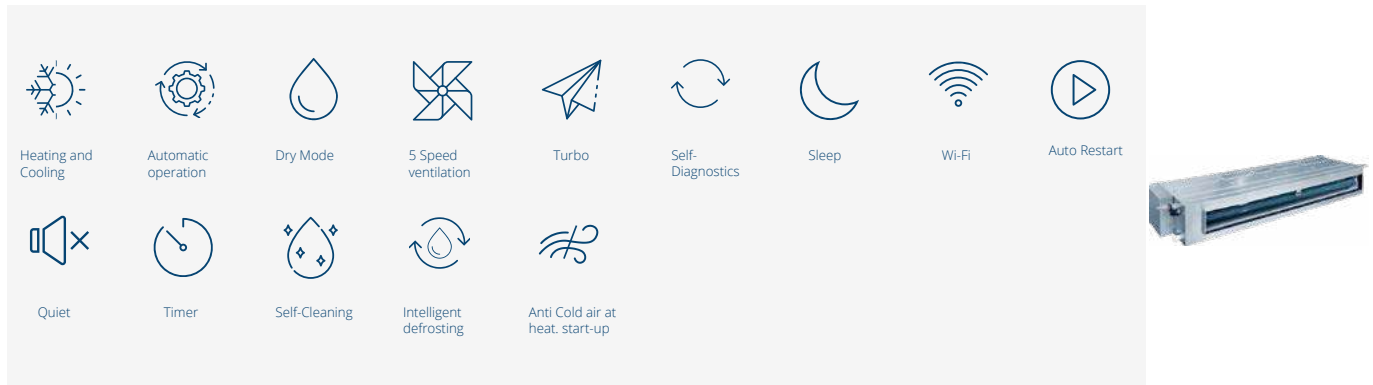 Heating and
Cooling
Automatic
operation
Dry Mode
5 Speed
ventilation
Turbo
Self-
Diagnostics
Sleep
Wi-Fi
Auto Restart
Quiet
Timer
Self-Cleaning
Intelligent
defrosting
Anti Cold air at
heat. start-up